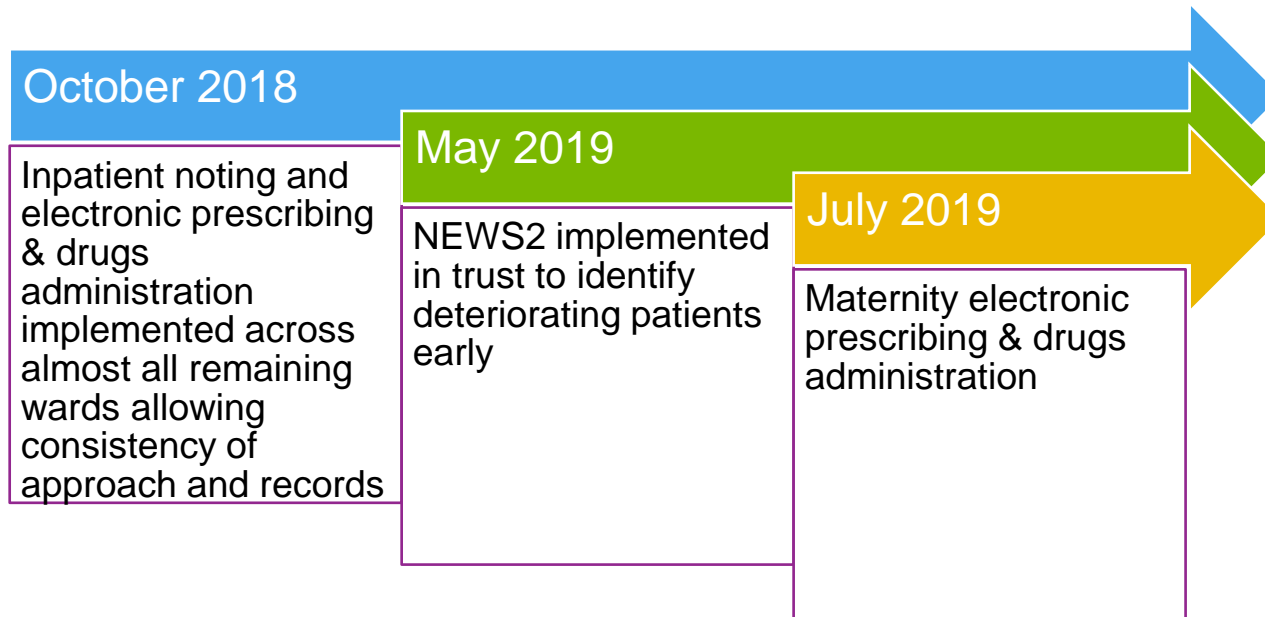 October 2018
Inpatient noting and
electronic prescribing
& drugs
administration
implemented across
almost all remaining
wards allowing
consistency of
approach and records
May 2019
NEWS2 implemented
in trust to identify
deteriorating patients
early
July 2019
Maternity electronic
prescribing & drugs
administration